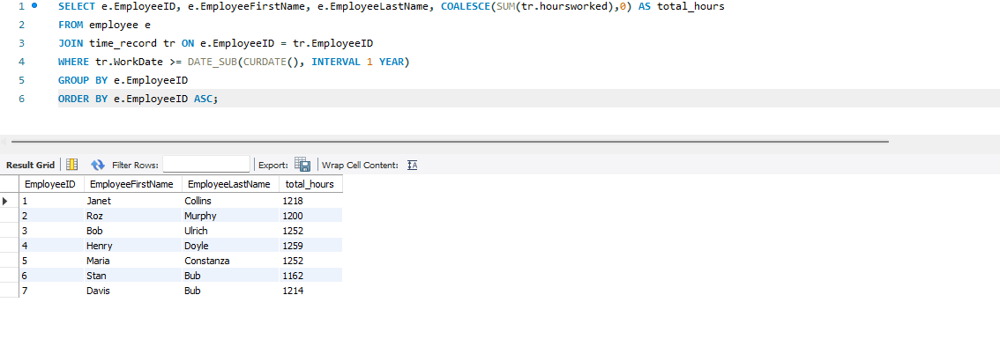 1 SELECT e.EmployeeID, e.EmployeeFirstName, e.EmployeeLastName, COALESCE(SUM(tr.hoursworked),0) AS total_hours
2 FROM employee e
3 JOIN time_record tr ON e.EmployeeID = tr.EmployeeID
4 WHERE tr.WorkDate >= DATE_SUB(CURDATE(), INTERVAL 1 YEAR)
5 GROUP BY e.EmployeeID
6 ORDER BY e.EmployeeID ASC;
Result Grid Filter Rows: Export: Wrap Cell Content: IA
EmployeeID EmployeeFirstName EmployeeLastName total_hours
1 Janet Collins 1218
2 Roz Murphy 1200
3 Bob Ulrich 1252
4 Henry Doyle 1259
5 Maria Constanza 1252
6 Stan Bub 1162
7 Davis Bub 1214